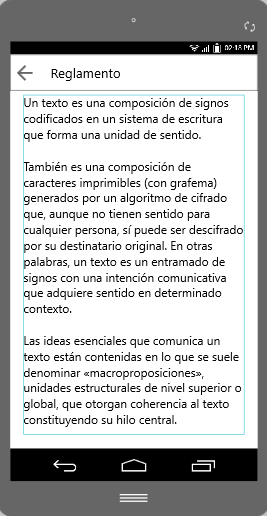 02:18 PM
Reglamento
Un texto es una composición de signos
codificados en un sistema de escritura
que forma una unidad de sentido.
También es una composición de
caracteres imprimibles (con grafema)
generados por un algoritmo de cifrado
que, aunque no tienen sentido para
cualquier persona, sí puede ser descifrado
por su destinatario original. En otras
palabras, un texto es un entramado de
signos con una intención comunicativa
que adquiere sentido en determinado
contexto.
Las ideas esenciales que comunica un
texto están contenidas en lo que se suele
denominar «macroproposiciones»,
unidades estructurales de nivel superior o
global, que otorgan coherencia al texto
constituyendo su hilo central.